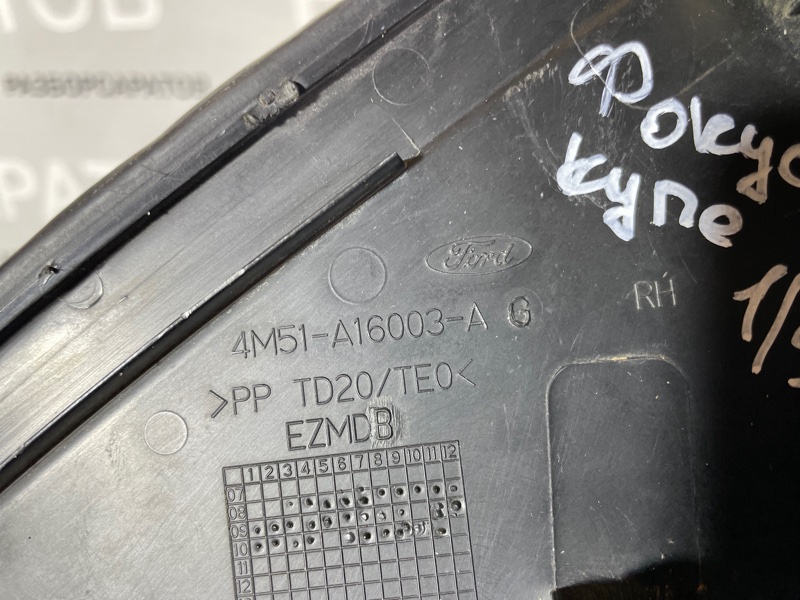 РАЗБОРСАРАТОВ
Фокус
купе
Ford
RH
4M51-A16003-A G
>PP TD20/TE0<
EZMDB
1 2 3 4 5 6 7 8 9 10 11 12
07
08
09
10
11
12